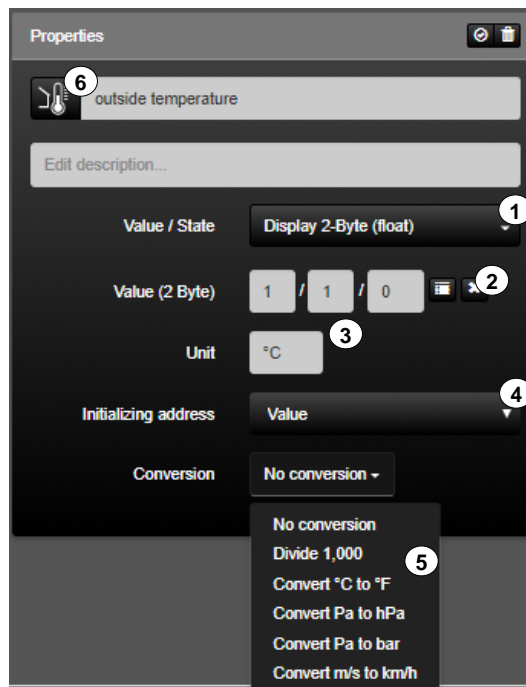 Properties
6
outside temperature
Edit description...
1
Value / State Display 2-Byte (float)
2
Value (2 Byte) 1 / 1 / 0
3
Unit °C
4
Initializing address Value
Conversion No conversion
No conversion
Divide 1,000
5
Convert °C to °F
Convert Pa to hPa
Convert Pa to bar
Convert m/s to km/h